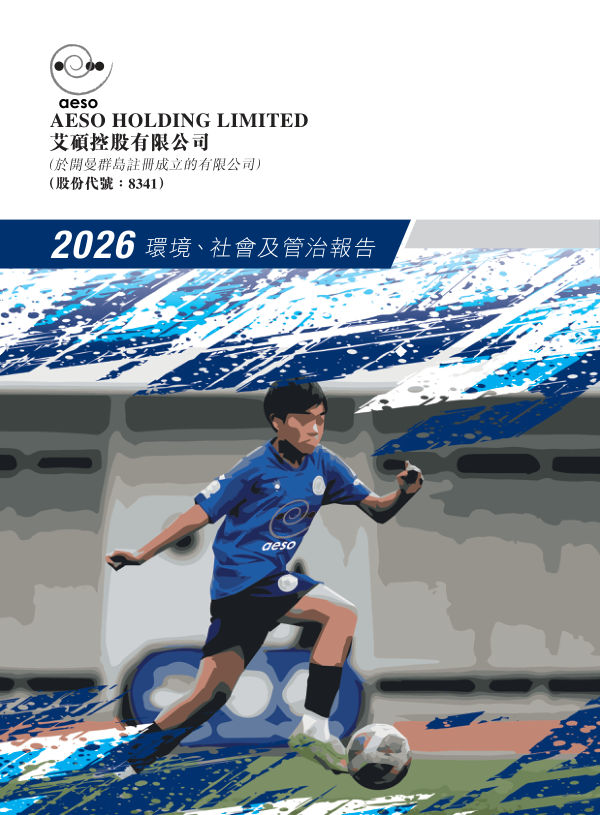 aeso
AESO HOLDING LIMITED
艾碩控股有限公司
(於開曼群島註冊成立的有限公司)
(股份代號：8341)
2026 環境、社會及管治報告
aeso